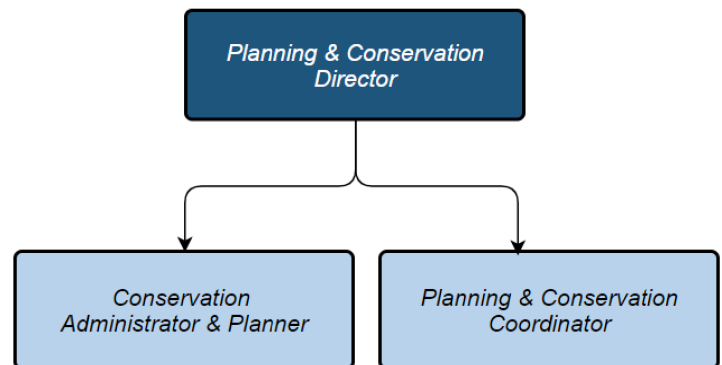 Planning & Conservation
Director
Conservation
Administrator & Planner
Planning & Conservation
Coordinator